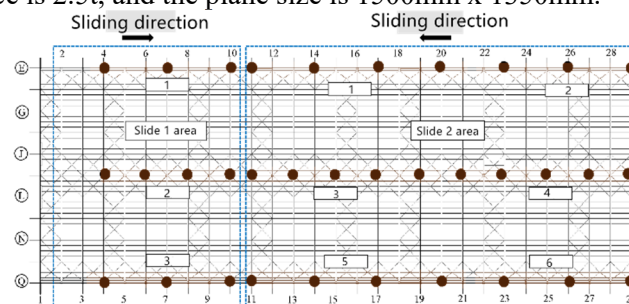 ce is 2.5t, and the plane size is 1500mm x 1550mm.
Sliding direction
Sliding direction
2 4 6 8 10 12 14 16 18 20 22 24 26 28
E
1
1
2
G
Slide 1 area
Slide 2 area
J
L
2
3
4
N
3
5
6
Q
1 3 5 7 9 11 13 15 17 19 21 23 25 27